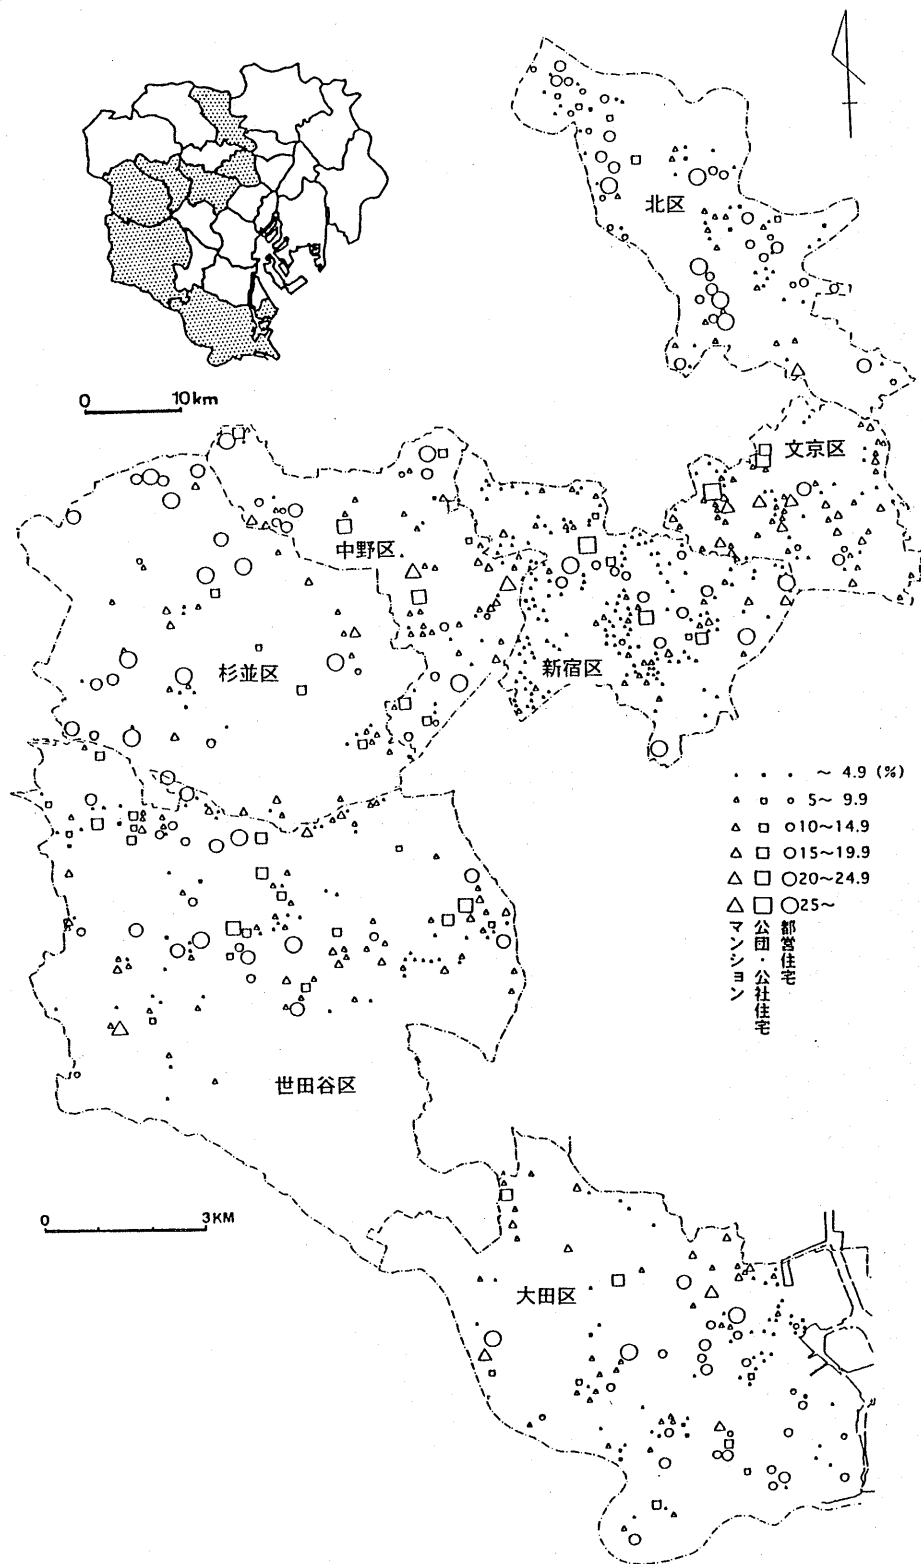 0 10km
北区
文京区
中野区
杉並区
新宿区
～ 4.9 (%)
5～ 9.9
10～14.9
15～19.9
20～24.9
25～
マンション
公団・公社住宅
都営住宅
世田谷区
0 3KM
大田区